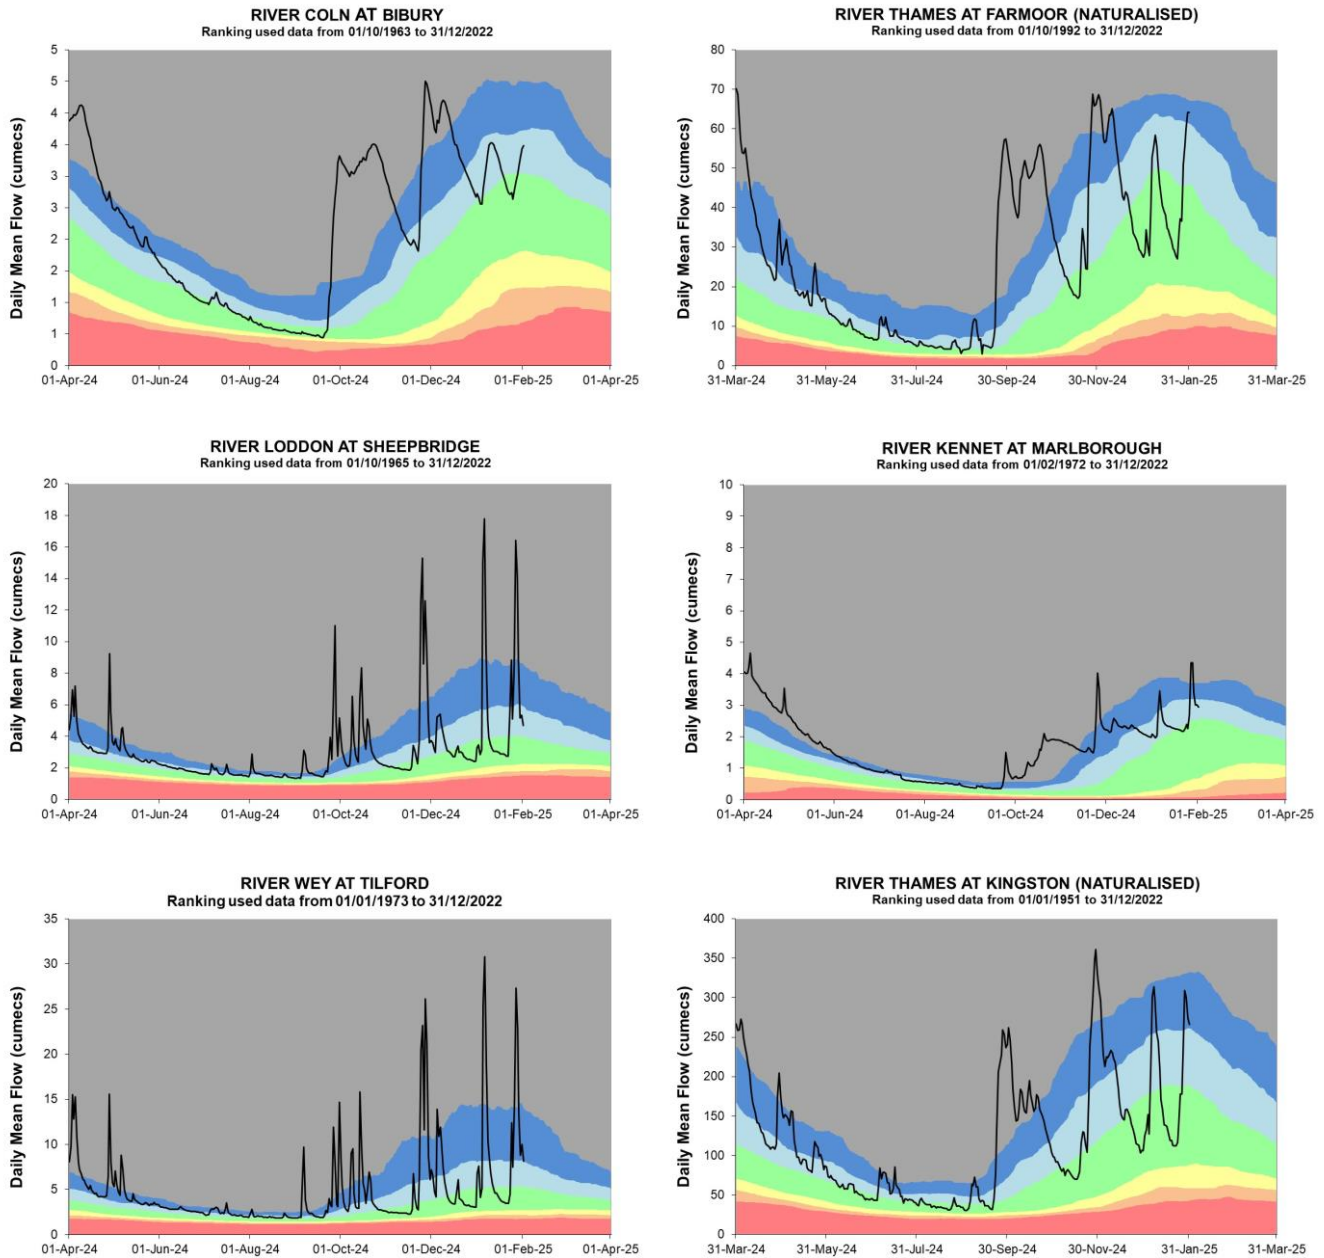 RIVER COLN AT BIBURY
Ranking used data from 01/10/1963 to 31/12/2022
Daily Mean Flow (cumecs)
5
5
4
4
3
3
2
2
1
1
0
01-Apr-24 01-Jun-24 01-Aug-24 01-Oct-24 01-Dec-24 01-Feb-25 01-Apr-25
RIVER THAMES AT FARMOOR (NATURALISED)
Ranking used data from 01/10/1992 to 31/12/2022
Daily Mean Flow (cumecs)
80
70
60
50
40
30
20
10
0
31-Mar-24 31-May-24 31-Jul-24 30-Sep-24 30-Nov-24 31-Jan-25 31-Mar-25
RIVER LODDON AT SHEEPBRIDGE
Ranking used data from 01/10/1965 to 31/12/2022
Daily Mean Flow (cumecs)
20
18
16
14
12
10
8
6
4
2
0
01-Apr-24 01-Jun-24 01-Aug-24 01-Oct-24 01-Dec-24 01-Feb-25 01-Apr-25
RIVER KENNET AT MARLBOROUGH
Ranking used data from 01/02/1972 to 31/12/2022
Daily Mean Flow (cumecs)
10
9
8
7
6
5
4
3
2
1
0
01-Apr-24 01-Jun-24 01-Aug-24 01-Oct-24 01-Dec-24 01-Feb-25 01-Apr-25
RIVER WEY AT TILFORD
Ranking used data from 01/01/1973 to 31/12/2022
Daily Mean Flow (cumecs)
35
30
25
20
15
10
5
0
01-Apr-24 01-Jun-24 01-Aug-24 01-Oct-24 01-Dec-24 01-Feb-25 01-Apr-25
RIVER THAMES AT KINGSTON (NATURALISED)
Ranking used data from 01/01/1951 to 31/12/2022
Daily Mean Flow (cumecs)
400
350
300
250
200
150
100
50
0
31-Mar-24 31-May-24 31-Jul-24 30-Sep-24 30-Nov-24 31-Jan-25 31-Mar-25